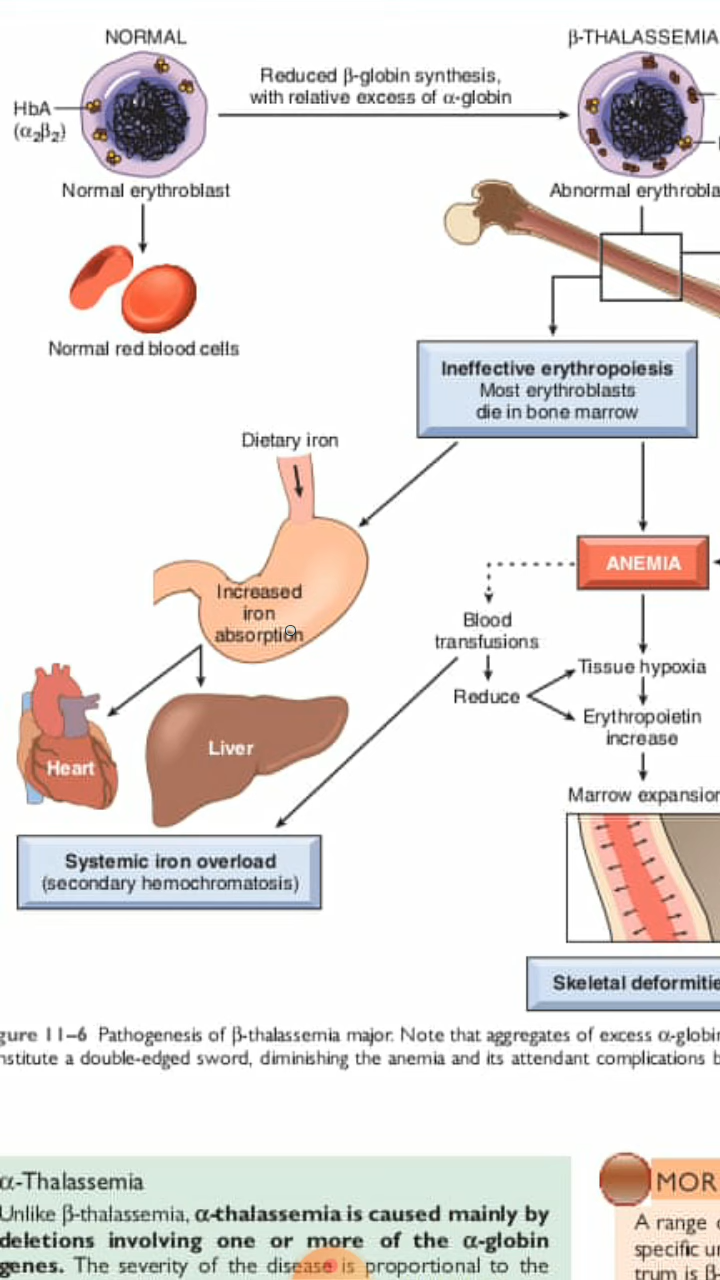 NORMAL
β-THALASSEMIA
Reduced β-globin synthesis,
with relative excess of α-globin
HbA
(α₂β₂)
Normal erythroblast
Abnormal
Normal red blood cells
Ineffective erythropoiesis
Most erythroblasts
die in bone marrow
Dietary iron
Increased
iron
absorption
ANEMIA
Blood
transfusions
Reduce
Tissue hypoxia
Erythropoietin
increase
Marrow expansion
Heart
Liver
Systemic iron overload
(secondary hemochromatosis)
Skeletal
11–6 Pathogenesis of β-thalassemia major. Note that aggregates of excess
a double-edged sword, diminishing the anemia and its attendant complications
α-Thalassemia
Unlike β-thalassemia, α-thalassemia is caused mainly by
deletions involving one or more of the α-globin
genes. The severity of the disease is proportional to the
MOR
A range
specific
trum is